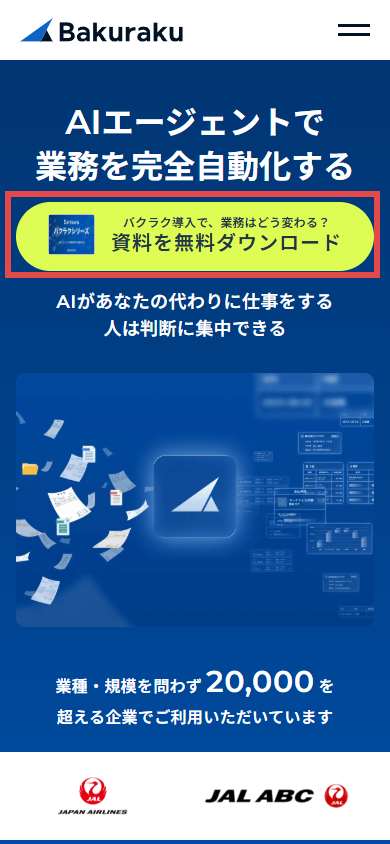 Bakuraku
AIエージェントで
業務を完全自動化する
バクラクシリーズ
バクラク導入で、業務はどう変わる？
資料を無料ダウンロード
AIがあなたの代わりに仕事をする
人は判断に集中できる
業種・規模を問わず 20,000 を
超える企業でご利用いただいています
JAL
JAPAN AIRLINES
JAL ABC
JAL